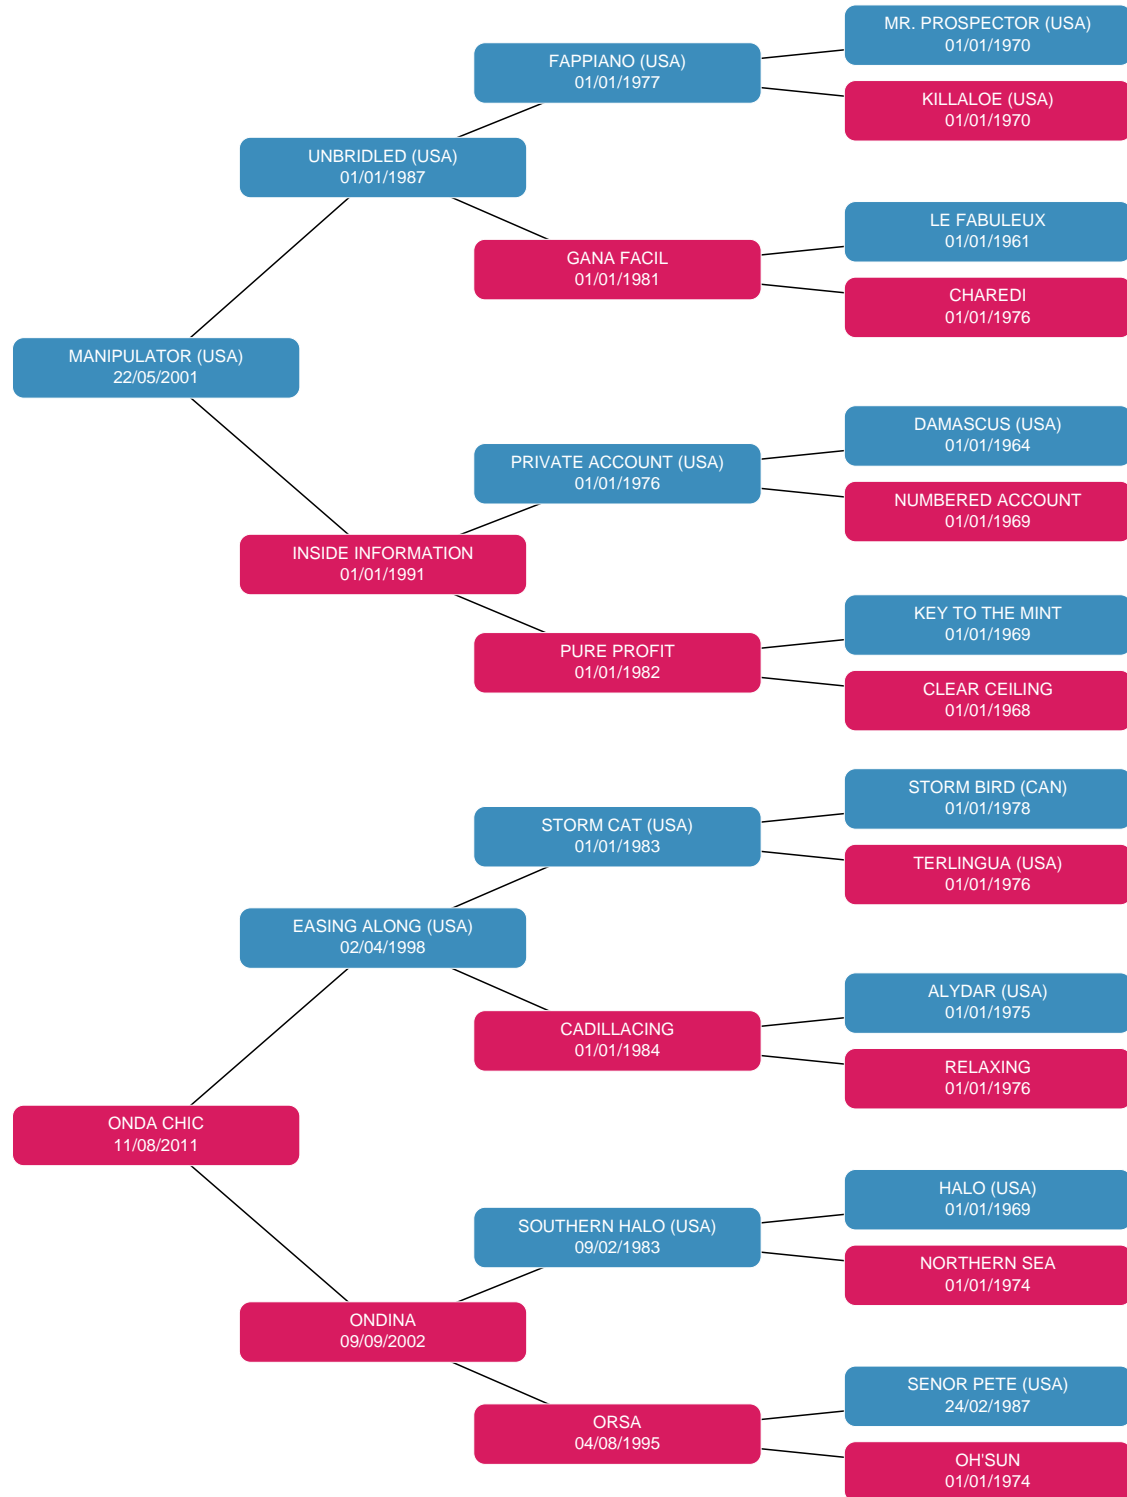 MR. PROSPECTOR (USA)
01/01/1970
FAPPIANO (USA)
01/01/1977
KILLALOE (USA)
01/01/1970
UNBRIDLED (USA)
01/01/1987
LE FABULEUX
01/01/1961
GANA FACIL
01/01/1981
CHAREDI
01/01/1976
MANIPULATOR (USA)
22/05/2001
DAMASCUS (USA)
01/01/1964
PRIVATE ACCOUNT (USA)
01/01/1976
NUMBERED ACCOUNT
01/01/1969
INSIDE INFORMATION
01/01/1991
KEY TO THE MINT
01/01/1969
PURE PROFIT
01/01/1982
CLEAR CEILING
01/01/1968
STORM BIRD (CAN)
01/01/1978
STORM CAT (USA)
01/01/1983
TERLINGUA (USA)
01/01/1976
EASING ALONG (USA)
02/04/1998
ALYDAR (USA)
01/01/1975
CADILLACING
01/01/1984
RELAXING
01/01/1976
ONDA CHIC
11/08/2011
HALO (USA)
01/01/1969
SOUTHERN HALO (USA)
09/02/1983
NORTHERN SEA
01/01/1974
ONDINA
09/09/2002
SENOR PETE (USA)
24/02/1987
ORSA
04/08/1995
OH'SUN
01/01/1974